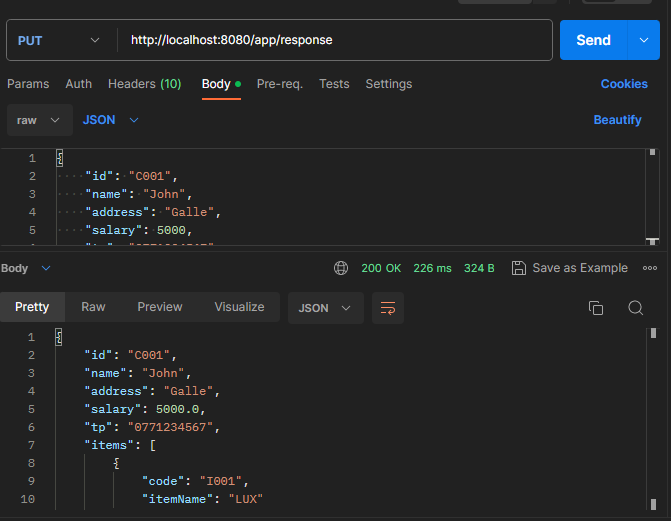 PUT http://localhost:8080/app/response Send
Params Auth Headers (10) Body Pre-req. Tests Settings Cookies
raw JSON Beautify
1 {
2 "id": "C001",
3 "name": "John",
4 "address": "Galle",
5 "salary": 5000,
Body 200 OK 226 ms 324 B Save as Example
Pretty Raw Preview Visualize JSON
1 {
2 "id": "C001",
3 "name": "John",
4 "address": "Galle",
5 "salary": 5000.0,
6 "tp": "0771234567",
7 "items": [
8 {
9 "code": "I001",
10 "itemName": "LUX"